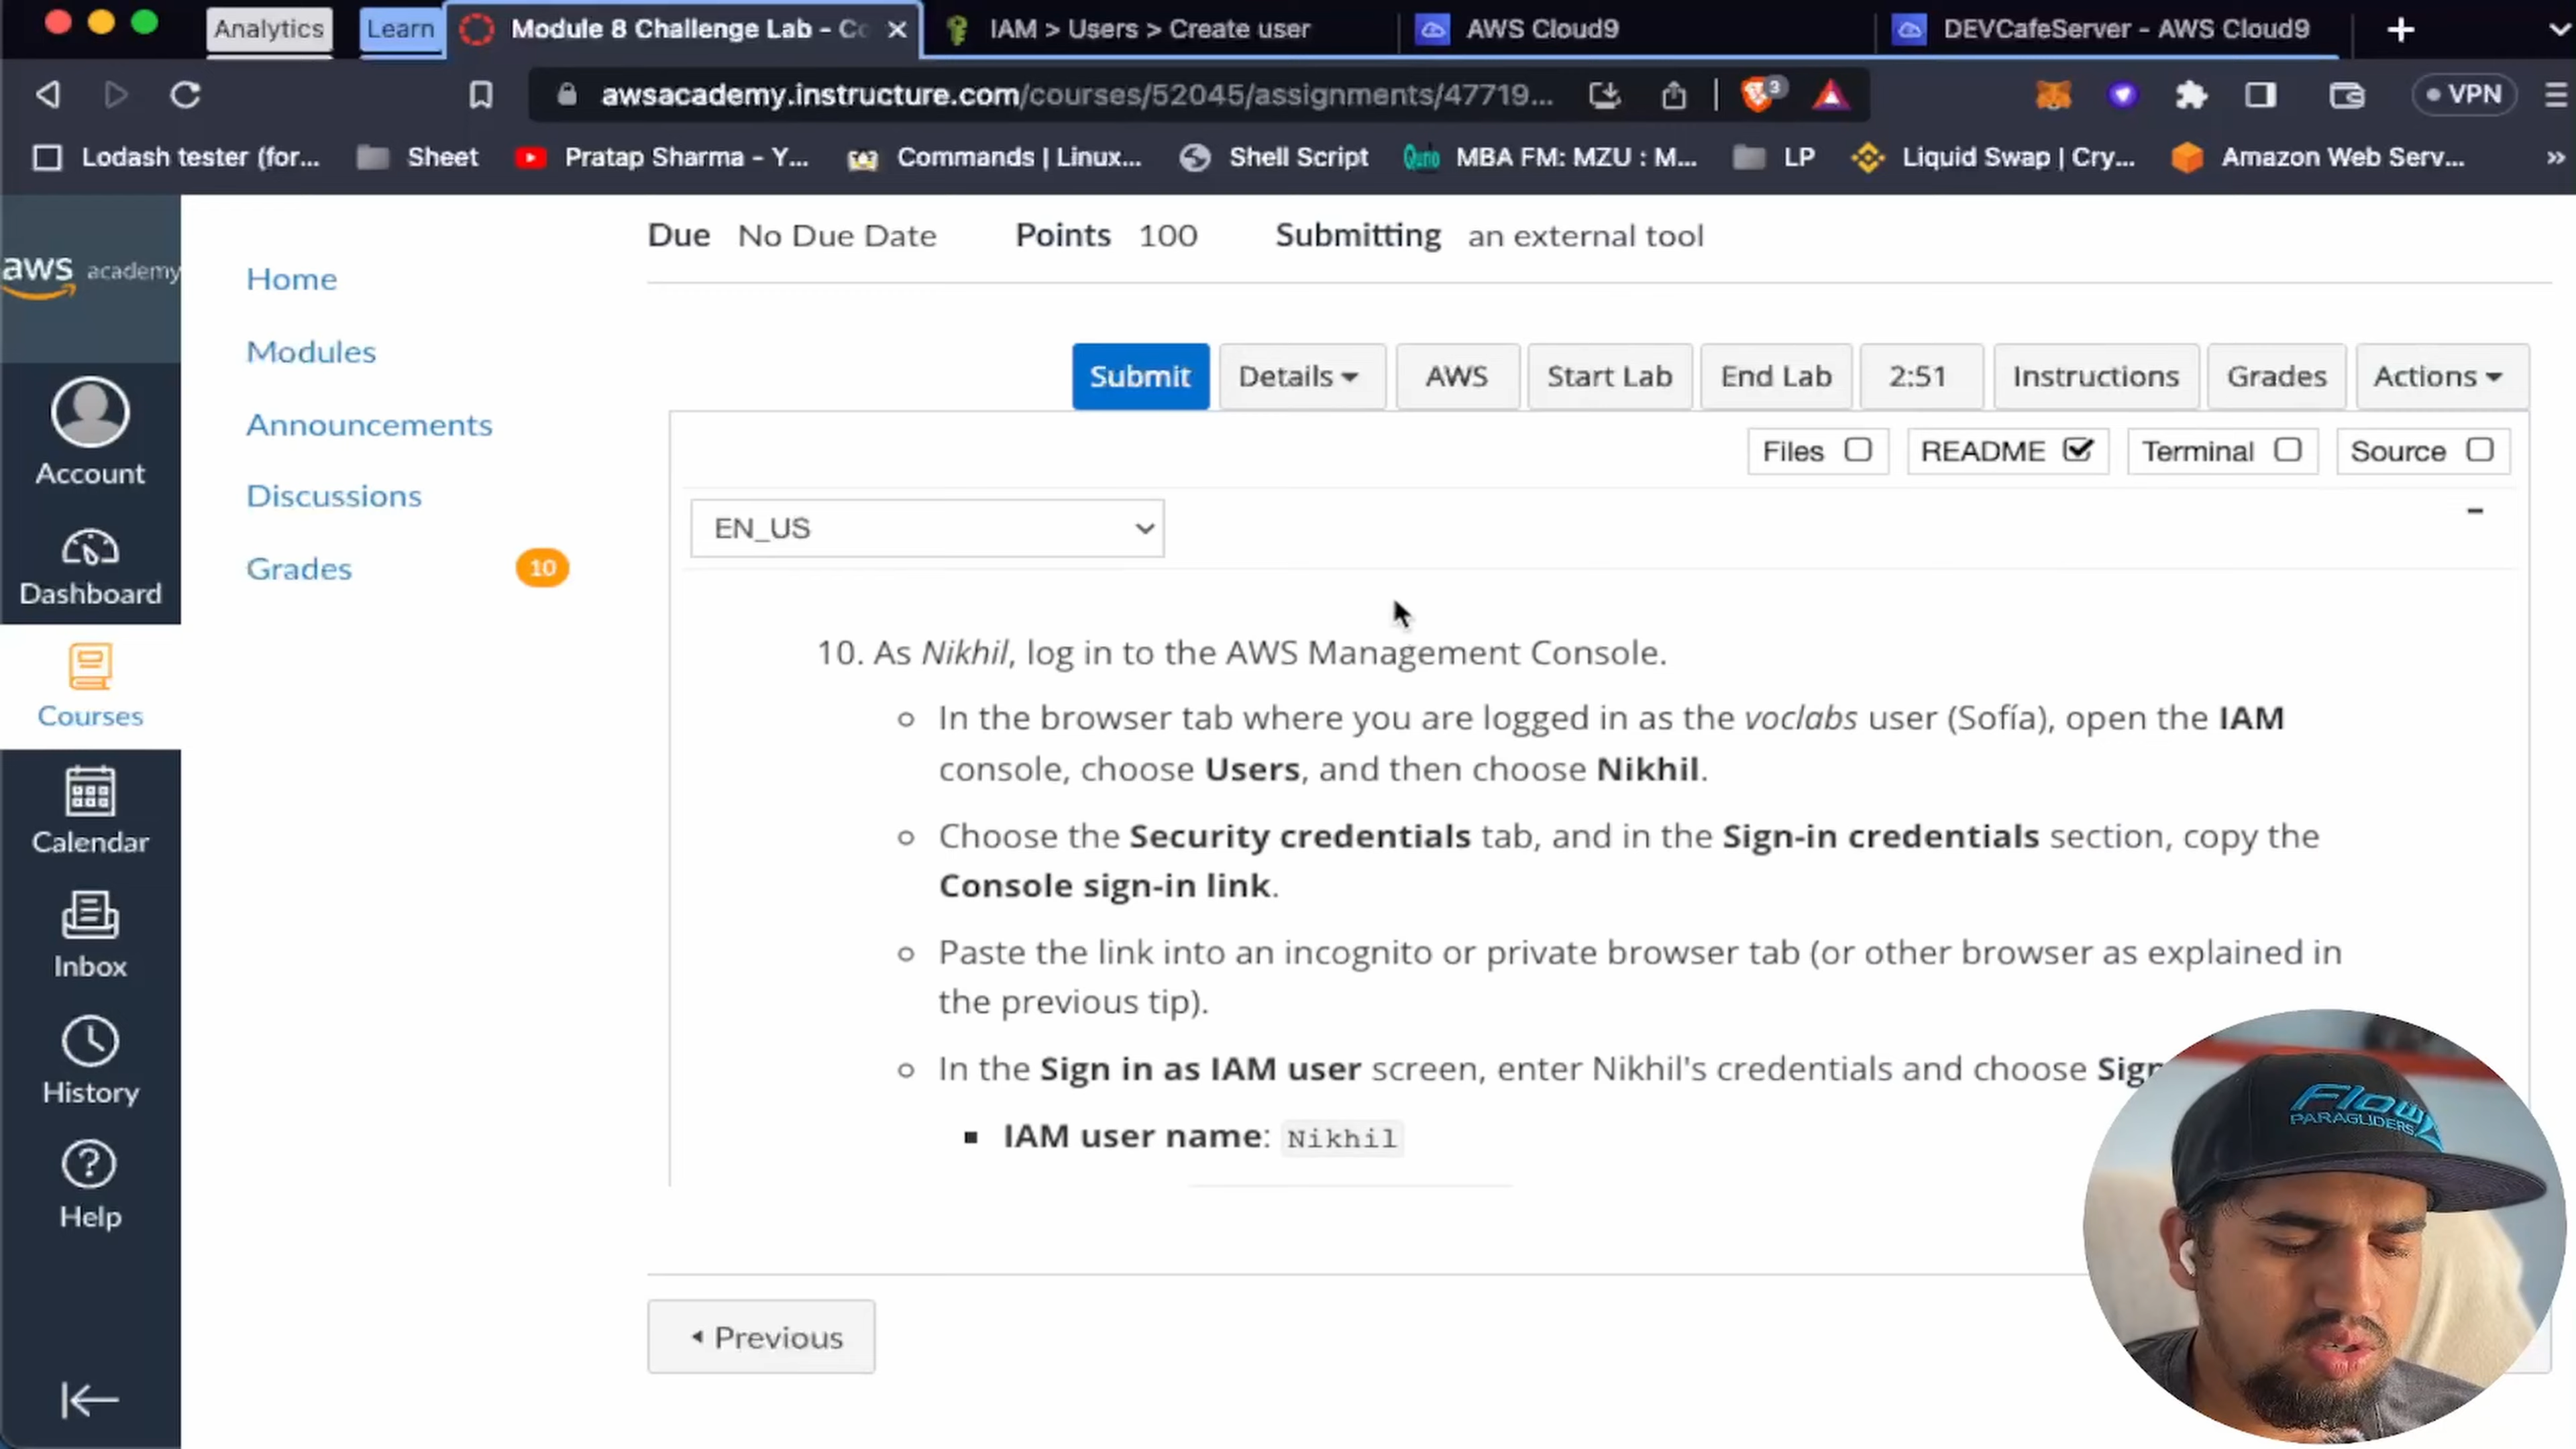 Analytics
Learn
Module 8 Challenge Lab - Co
IAM > Users > Create user
AWS Cloud9
DEVCafeServer - AWS Cloud9
awsacademy.instructure.com/courses/52045/assignments/47719...
3
VPN
Lodash tester (for...
Sheet
Pratap Sharma - Y...
Commands | Linux...
Shell Script
MBA FM: MZU : M...
LP
Liquid Swap | Cry...
Amazon Web Serv...
aws academy
Account
Dashboard
Courses
Calendar
Inbox
History
Help
Home
Modules
Announcements
Discussions
Grades 10
Due No Due Date Points 100 Submitting an external tool
Submit Details AWS Start Lab End Lab 2:51 Instructions Grades Actions
Files README Terminal Source
EN_US
10. As Nikhil, log in to the AWS Management Console.
In the browser tab where you are logged in as the voclabs user (Sofía), open the IAM
console, choose Users, and then choose Nikhil.
Choose the Security credentials tab, and in the Sign-in credentials section, copy the
Console sign-in link.
Paste the link into an incognito or private browser tab (or other browser as explained in
the previous tip).
In the Sign in as IAM user screen, enter Nikhil's credentials and choose
IAM user name: Nikhil
Previous
Flow
PARAGLIDERS